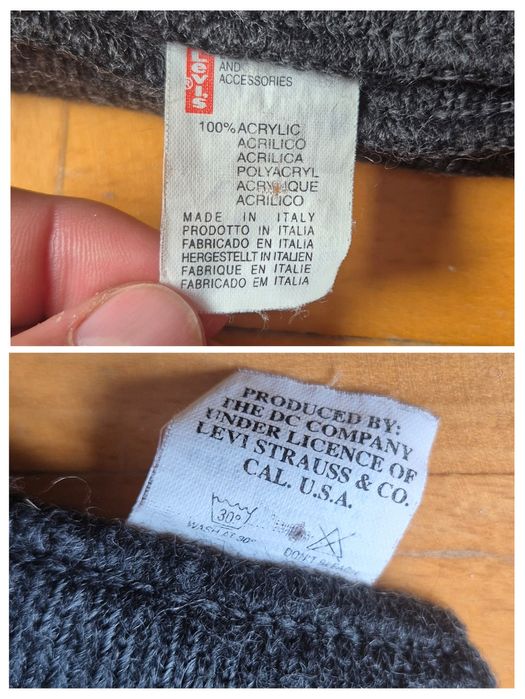 Levi's
®
AND
ACCESSORIES
100% ACRYLIC
ACRILICO
ACRILICA
POLYACRYL
ACRYLIQUE
ACRILICO
MADE IN ITALY
PRODOTTO IN ITALIA
FABRICADO EN ITALIA
HERGESTELLT IN ITALIEN
FABRIQUE EN ITALIE
FABRICADO EM ITALIA
PRODUCED BY:
THE DC COMPANY
UNDER LICENCE OF
LEVI STRAUSS & CO.
CAL. U.S.A.
30°
WASH AT 30°
DON'T BLEACH